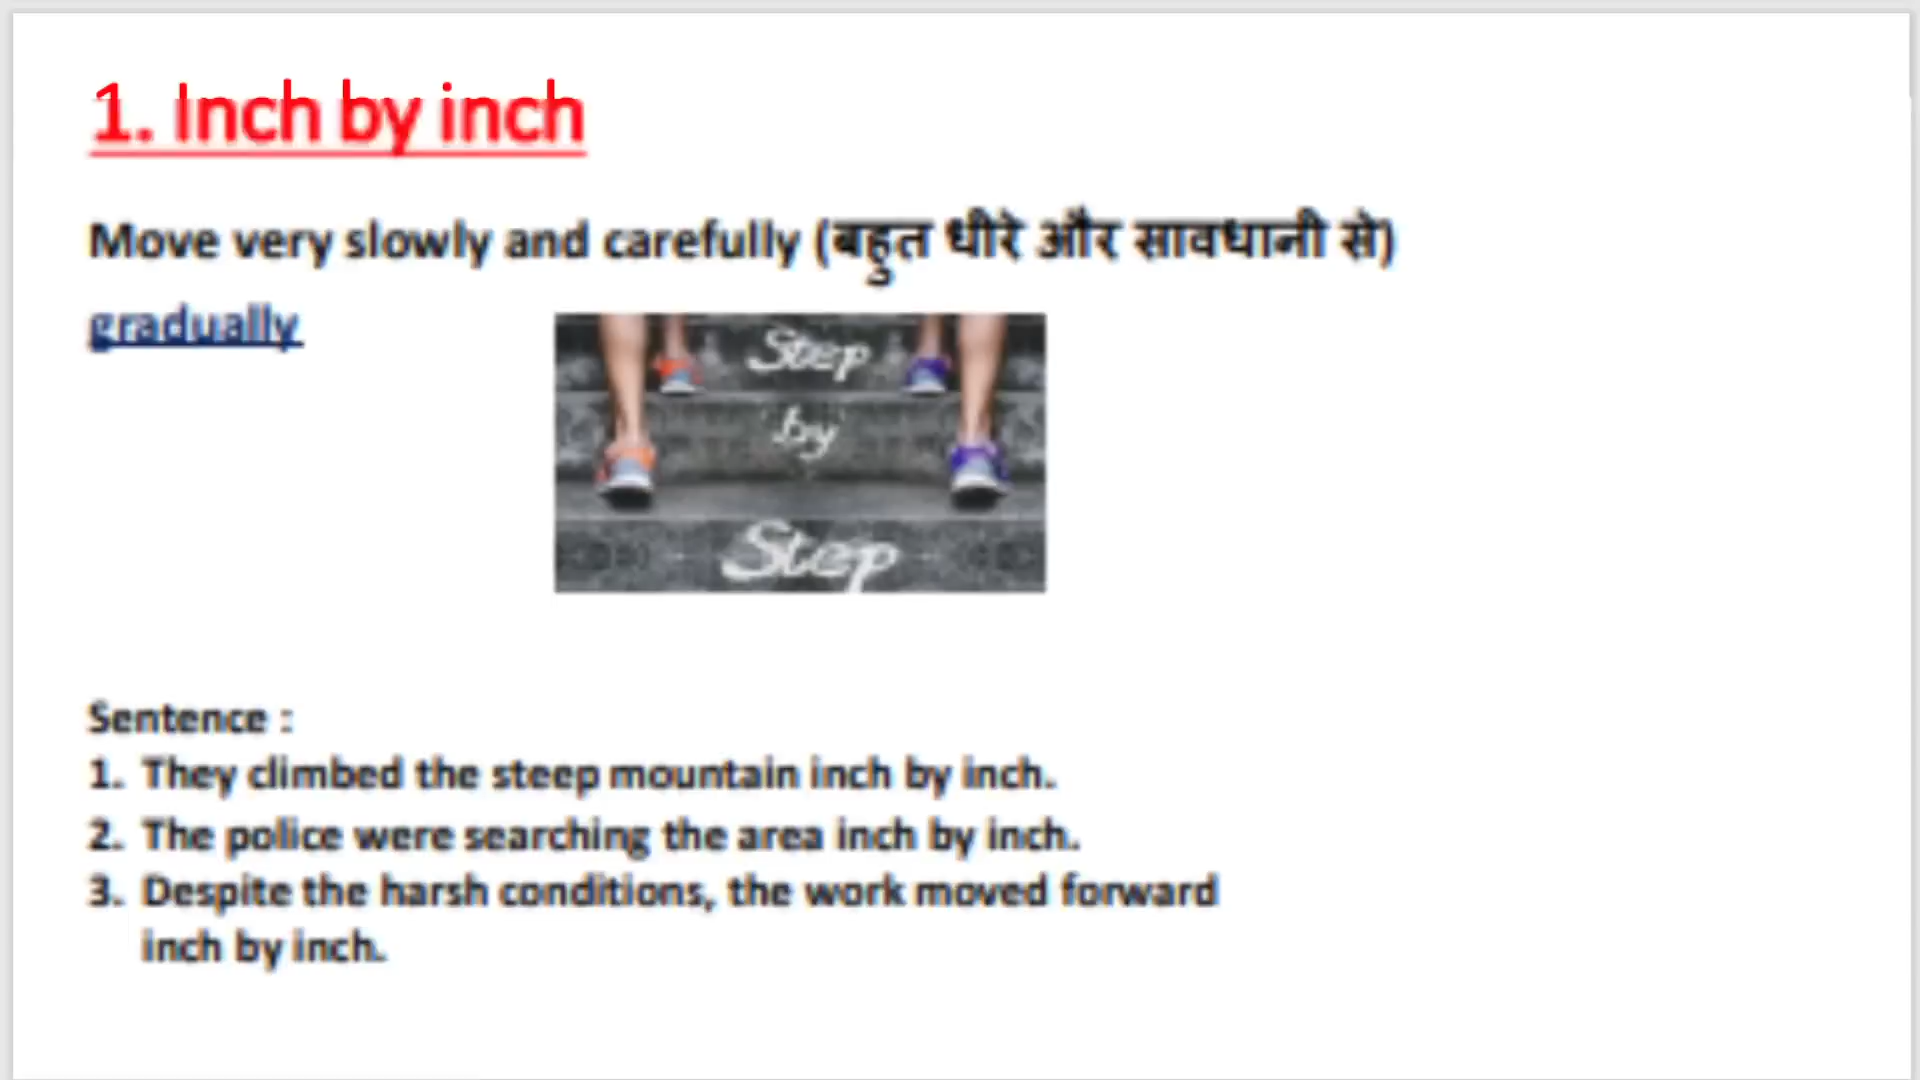 1. Inch by inch
Move very slowly and carefully (बहुत धीरे और सावधानी से)
gradually
Step
by
Step
Sentence :
1. They climbed the steep mountain inch by inch.
2. The police were searching the area inch by inch.
3. Despite the harsh conditions, the work moved forward
inch by inch.